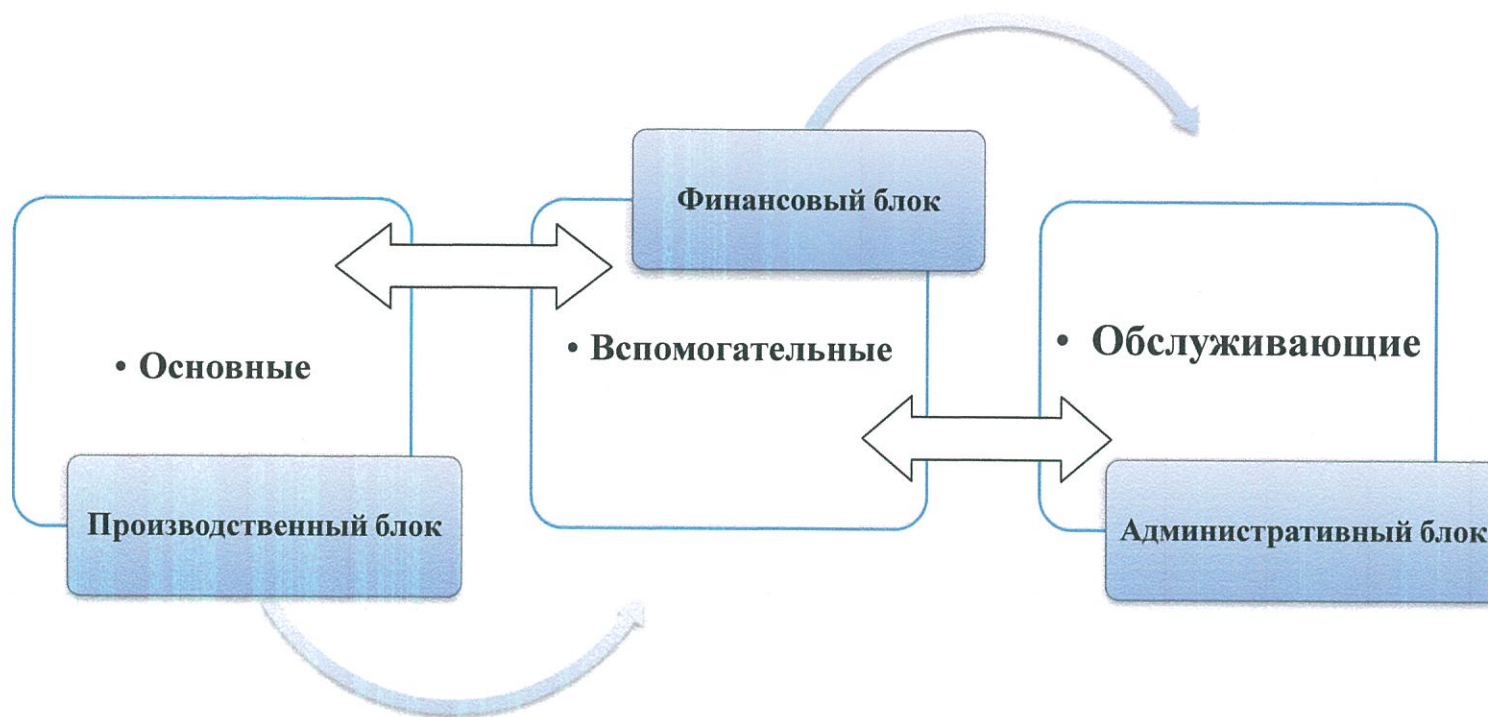 Финансовый блок
• Основные
• Вспомогательные
• Обслуживающие
Производственный блок
Административный блок